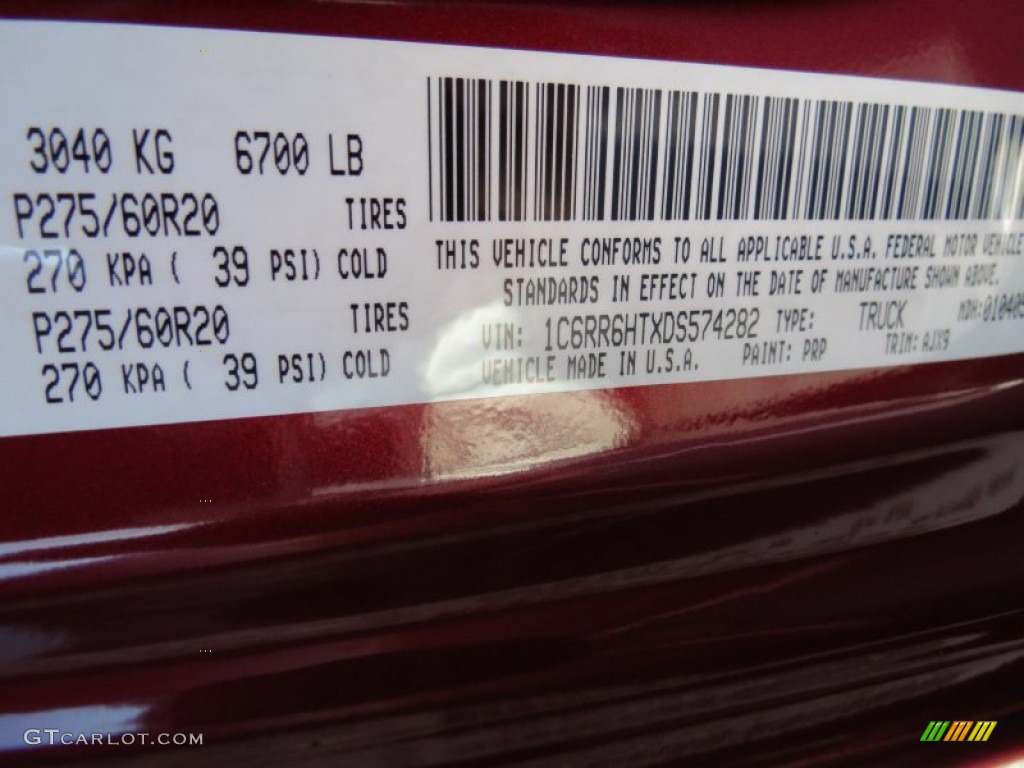 3040 KG 6700 LB
P275/60R20 TIRES
270 KPA ( 39 PSI) COLD
P275/60R20 TIRES
270 KPA ( 39 PSI) COLD
THIS VEHICLE CONFORMS TO ALL APPLICABLE U.S.A. FEDERAL MOTOR VEHICLE
STANDARDS IN EFFECT ON THE DATE OF MANUFACTURE SHOWN ABOVE.
VIN: 1C6RR6HTXDS574282 TYPE: TRUCK MDH:010405
VEHICLE MADE IN U.S.A. PAINT: PRP TRIM: AJX9
GTCARLOT.COM